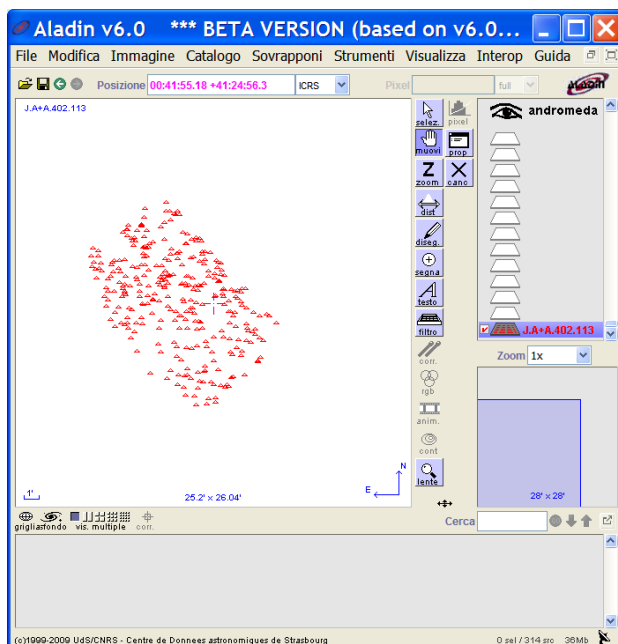 Aladin v6.0 *** BETA VERSION (based on v6.0...
File Modifica Immagine Catalogo Sovrapponi Strumenti Visualizza Interop Guida
Posizione 00:41:55.18 +41:24:56.3 ICRS Pixel full Aladin
J.A+A.402.113
andromeda
selez. pixel
muovi prop
Z
zoom canc
dist
diseg.
segna
A
testo
filtro
J.A+A.402.113
corr.
Zoom 1x
rgb
anim.
cont
lente
1'
25.2' x 26.04'
N
E
28' x 28'
griglia sfondo vis. multiple corr.
Cerca
(c)1999-2009 UdS/CNRS - Centre de Donnees astronomiques de Strasbourg 0 sel / 314 src 36Mb